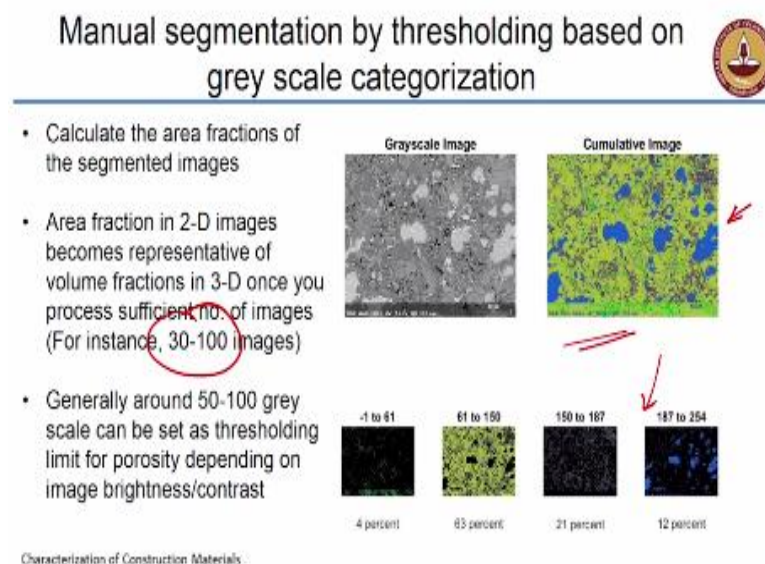 Manual segmentation by thresholding based on
grey scale categorization
• Calculate the area fractions of
the segmented images
• Area fraction in 2-D images
becomes representative of
volume fractions in 3-D once you
process sufficient no. of images
(For instance, 30-100 images)
• Generally around 50-100 grey
scale can be set as thresholding
limit for porosity depending on
image brightness/contrast
Grayscale Image
Cumulative Image
-1 to 61
61 to 150
150 to 187
187 to 254
4 percent
63 percent
21 percent
12 percent
Characterization of Construction Materials